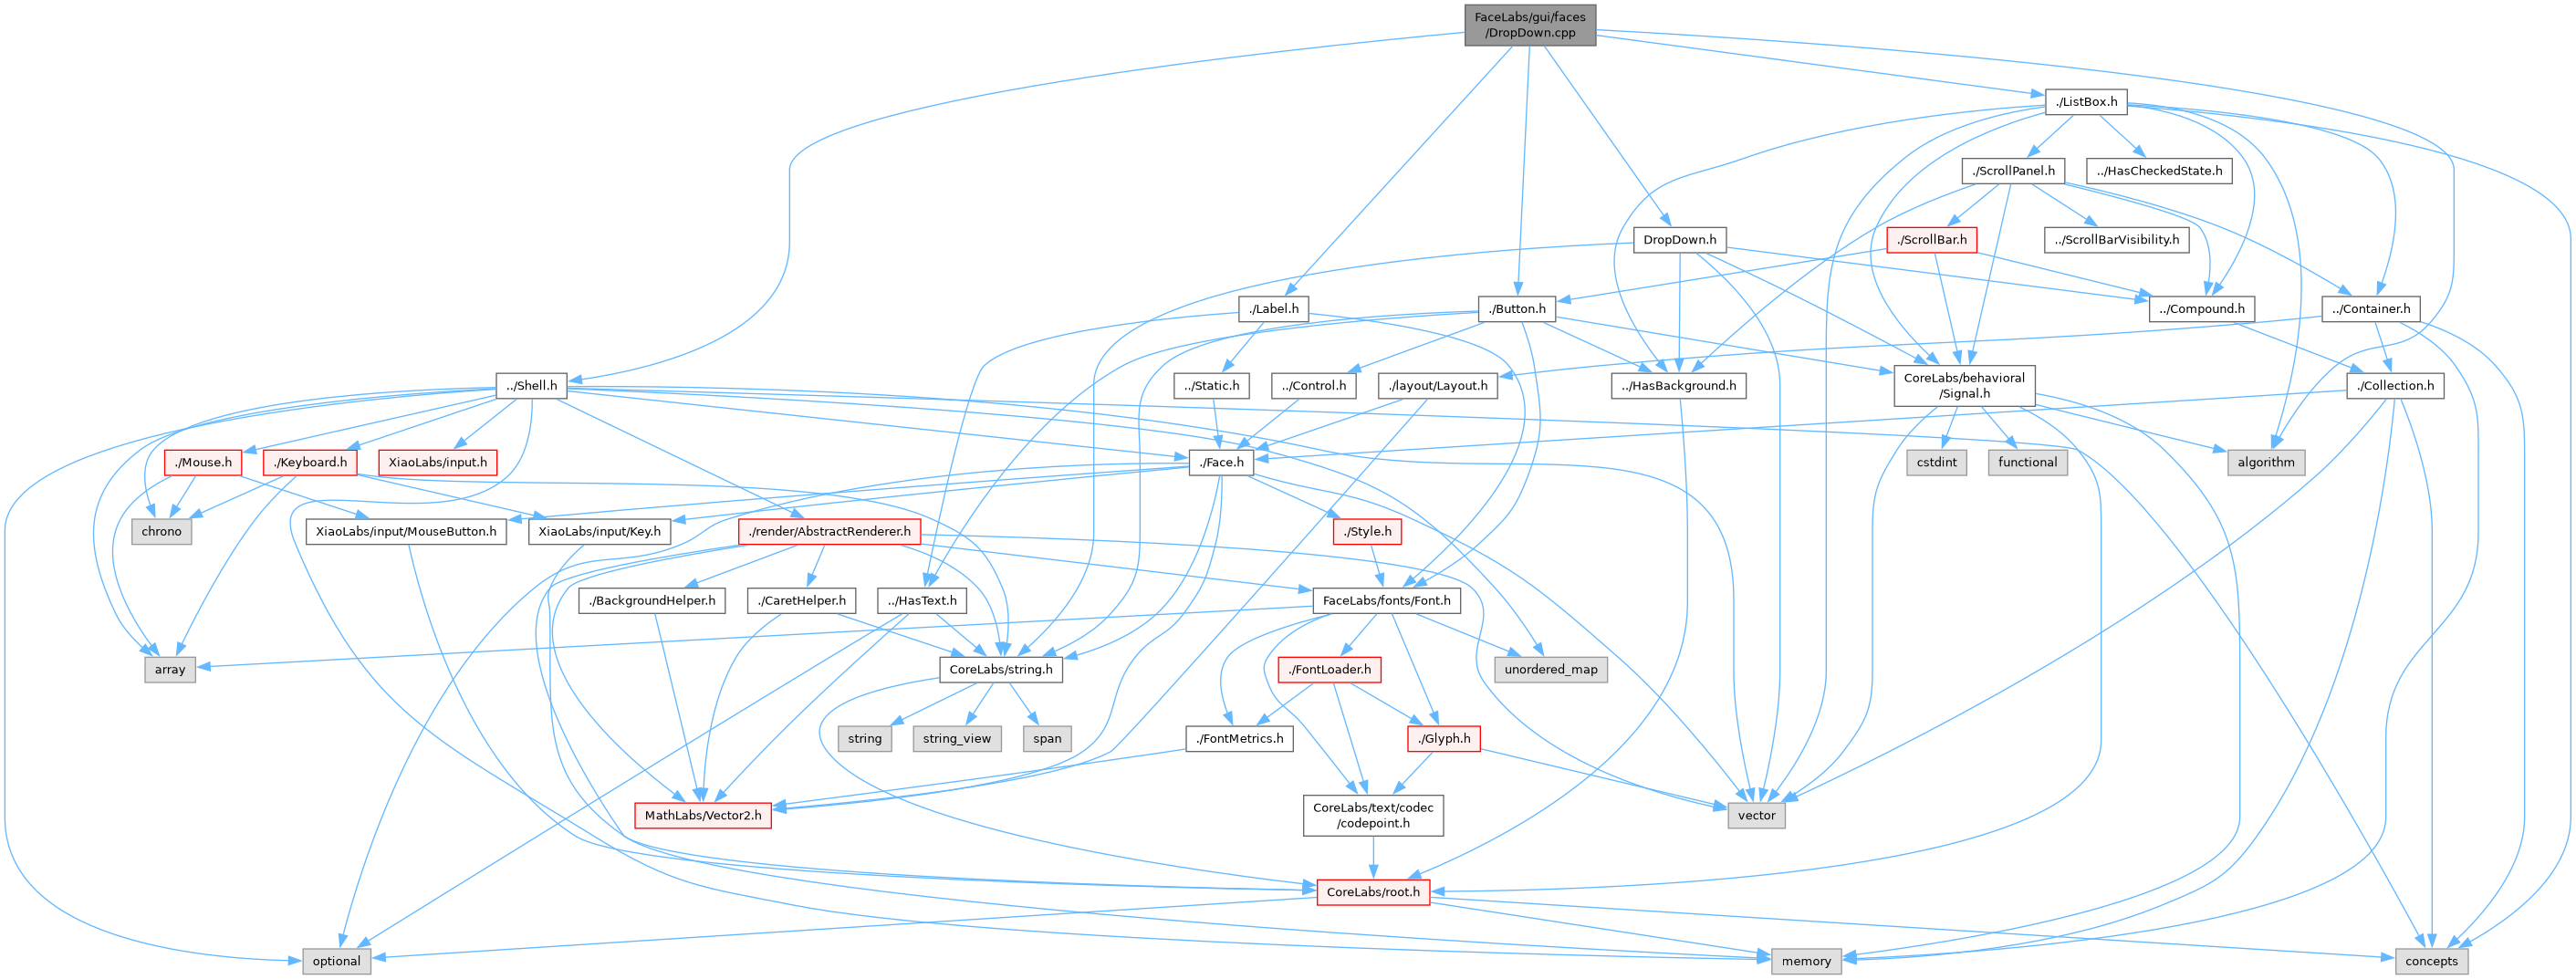 FaceLabs/gui/faces
/DropDown.cpp
./ListBox.h
./ScrollPanel.h
../HasCheckedState.h
DropDown.h
./ScrollBar.h
../ScrollBarVisibility.h
./Label.h
./Button.h
../Compound.h
../Container.h
../Shell.h
../Static.h
../Control.h
./layout/Layout.h
../HasBackground.h
CoreLabs/behavioral
/Signal.h
./Collection.h
./Mouse.h
./Keyboard.h
XiaoLabs/input.h
./Face.h
cstdint
functional
algorithm
chrono
XiaoLabs/input/MouseButton.h
XiaoLabs/input/Key.h
./render/AbstractRenderer.h
./Style.h
./BackgroundHelper.h
./CaretHelper.h
../HasText.h
FaceLabs/fonts/Font.h
array
CoreLabs/string.h
./FontLoader.h
unordered_map
string
string_view
span
./FontMetrics.h
./Glyph.h
MathLabs/Vector2.h
CoreLabs/text/codec
/codepoint.h
vector
CoreLabs/root.h
optional
memory
concepts